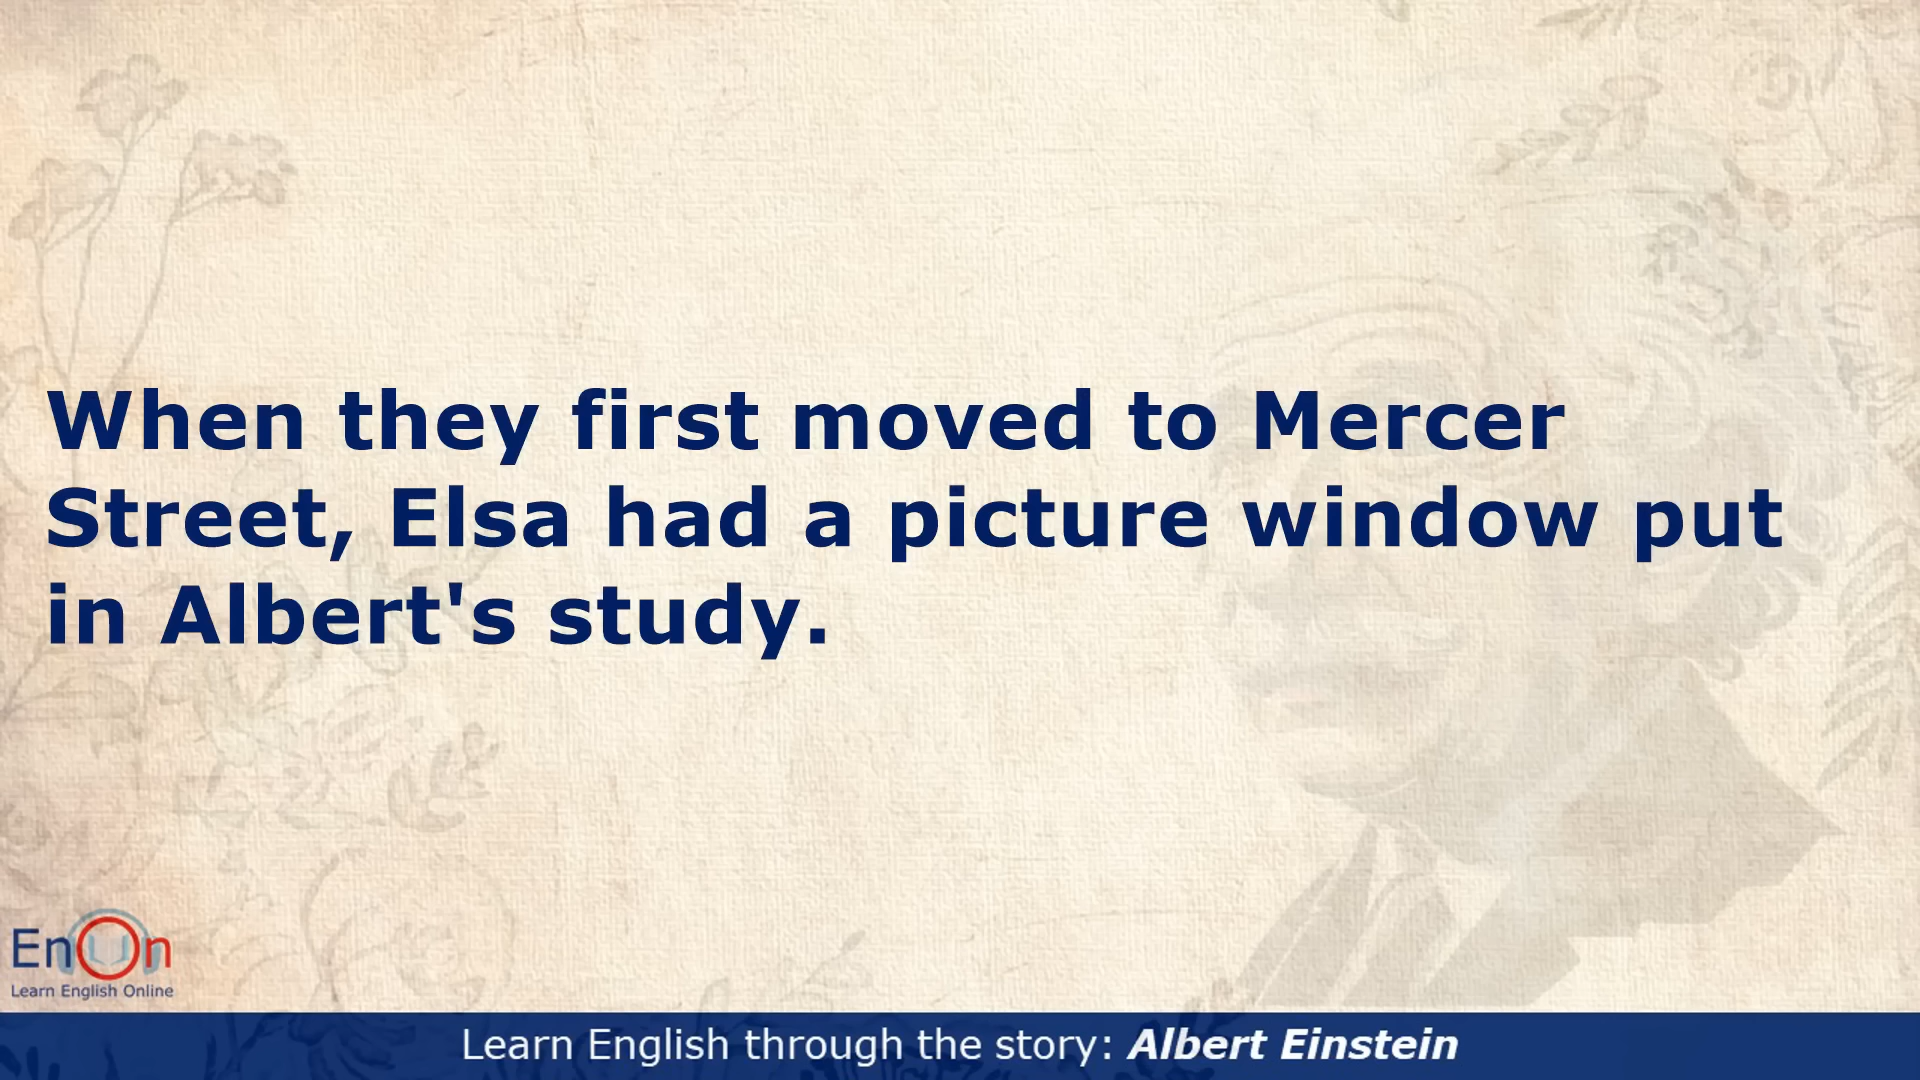 When they first moved to Mercer
Street, Elsa had a picture window put
in Albert's study.
EnOn
Learn English Online
Learn English through the story: Albert Einstein